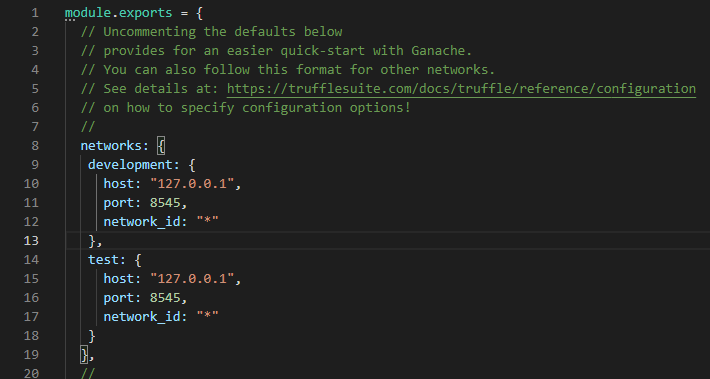 1 module.exports = {
2 // Uncommenting the defaults below
3 // provides for an easier quick-start with Ganache.
4 // You can also follow this format for other networks.
5 // See details at: https://trufflesuite.com/docs/truffle/reference/configuration
6 // on how to specify configuration options!
7 //
8 networks: {
9 development: {
10 host: "127.0.0.1",
11 port: 8545,
12 network_id: "*"
13 },
14 test: {
15 host: "127.0.0.1",
16 port: 8545,
17 network_id: "*"
18 }
19 },
20 //